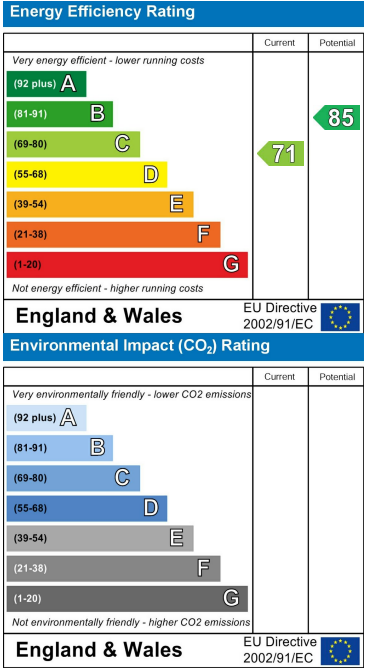 Energy Efficiency Rating
Current Potential
Very energy efficient - lower running costs
(92 plus) A
(81-91) B
(69-80) C
(55-68) D
(39-54) E
(21-38) F
(1-20) G
71
85
Not energy efficient - higher running costs
England & Wales
EU Directive
2002/91/EC
Environmental Impact (CO₂) Rating
Current Potential
Very environmentally friendly - lower CO2 emissions
(92 plus) A
(81-91) B
(69-80) C
(55-68) D
(39-54) E
(21-38) F
(1-20) G
Not environmentally friendly - higher CO2 emissions
England & Wales
EU Directive
2002/91/EC